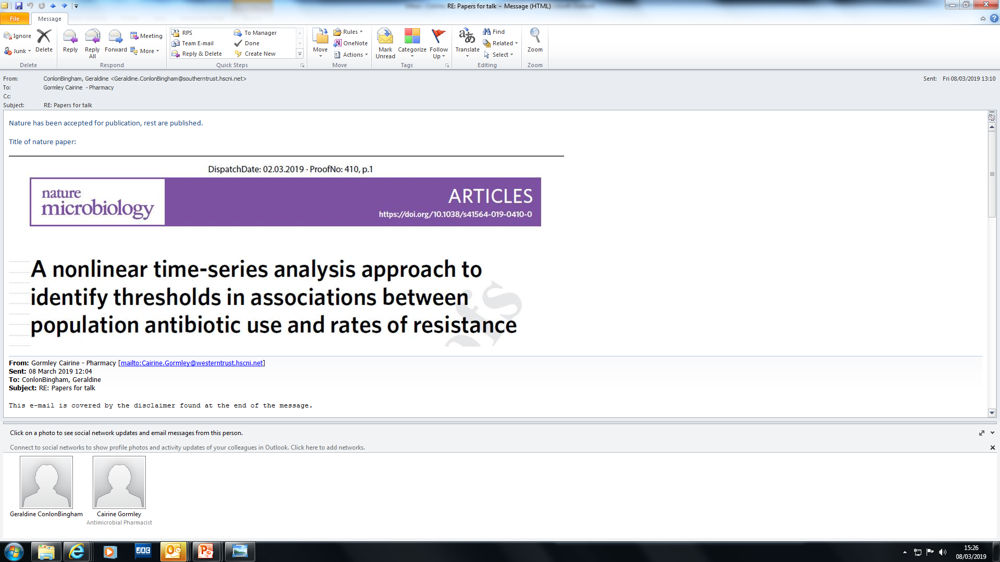 RE: Papers for talk - Message (HTML)
File
Message
Ignore
Junk
Delete
Delete
Reply
Reply All
Forward
Meeting
More
Respond
RPS
Team E-mail
Reply & Delete
To Manager
Done
Create New
Quick Steps
Move
Rules
OneNote
Actions
Move
Mark Unread
Categorize
Follow Up
Tags
Translate
Find
Related
Select
Editing
Zoom
Zoom
From: ConlonBingham, Geraldine <Geraldine.ConlonBingham@southerntrust.hscni.net>
Sent: Fri 08/03/2019 13:10
To: Gormley Cairine - Pharmacy
Cc:
Subject: RE: Papers for talk
Nature has been accepted for publication, rest are published.
Title of nature paper:
DispatchDate: 02.03.2019 · ProofNo: 410, p.1
nature
microbiology
ARTICLES
https://doi.org/10.1038/s41564-019-0410-0
A nonlinear time-series analysis approach to
identify thresholds in associations between
population antibiotic use and rates of resistance
From: Gormley Cairine - Pharmacy [mailto:Cairine.Gormley@westerntrust.hscni.net]
Sent: 08 March 2019 12:04
To: ConlonBingham, Geraldine
Subject: RE: Papers for talk
This e-mail is covered by the disclaimer found at the end of the message.
Click on a photo to see social network updates and email messages from this person.
Connect to social networks to show profile photos and activity updates of your colleagues in Outlook. Click here to add networks.
Geraldine ConlonBingham
Cairine Gormley
Antimicrobial Pharmacist
JAC
15:26
08/03/2019